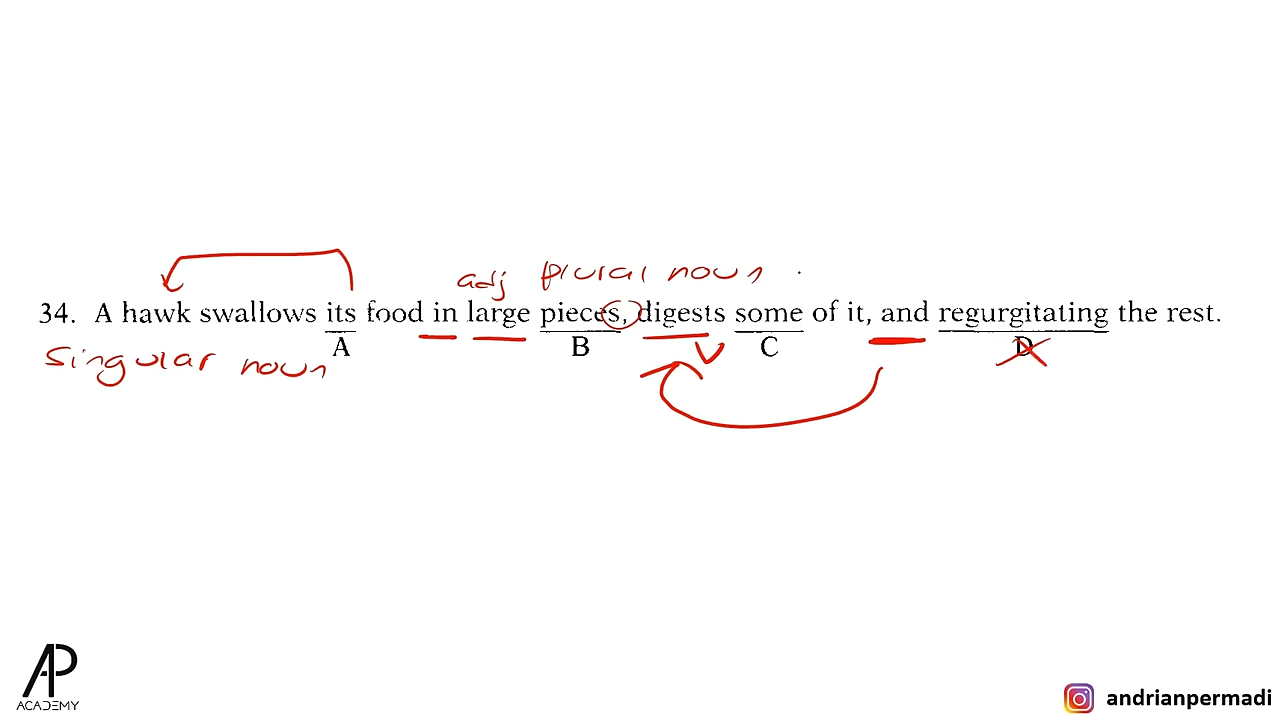 adj plural noun
34. A hawk swallows its food in large pieces, digests some of it, and regurgitating the rest.
A B C D
Singular noun V
AP
ACADEMY
andrianpermadi